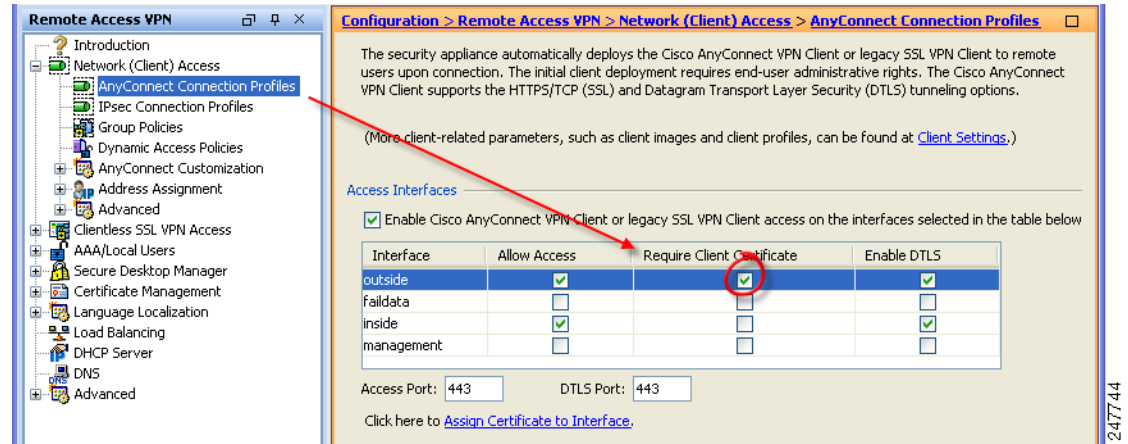 Remote Access VPN
Introduction
Network (Client) Access
AnyConnect Connection Profiles
IPsec Connection Profiles
Group Policies
Dynamic Access Policies
AnyConnect Customization
Address Assignment
Advanced
Clientless SSL VPN Access
AAA/Local Users
Secure Desktop Manager
Certificate Management
Language Localization
Load Balancing
DHCP Server
DNS
Advanced
Configuration > Remote Access VPN > Network (Client) Access > AnyConnect Connection Profiles
The security appliance automatically deploys the Cisco AnyConnect VPN Client or legacy SSL VPN Client to remote
users upon connection. The initial client deployment requires end-user administrative rights. The Cisco AnyConnect
VPN Client supports the HTTPS/TCP (SSL) and Datagram Transport Layer Security (DTLS) tunneling options.
(More client-related parameters, such as client images and client profiles, can be found at Client Settings.)
Access Interfaces
Enable Cisco AnyConnect VPN Client or legacy SSL VPN Client access on the interfaces selected in the table below
Interface Allow Access Require Client Certificate Enable DTLS
outside
faildata
inside
management
Access Port: 443 DTLS Port: 443
Click here to Assign Certificate to Interface.
247744